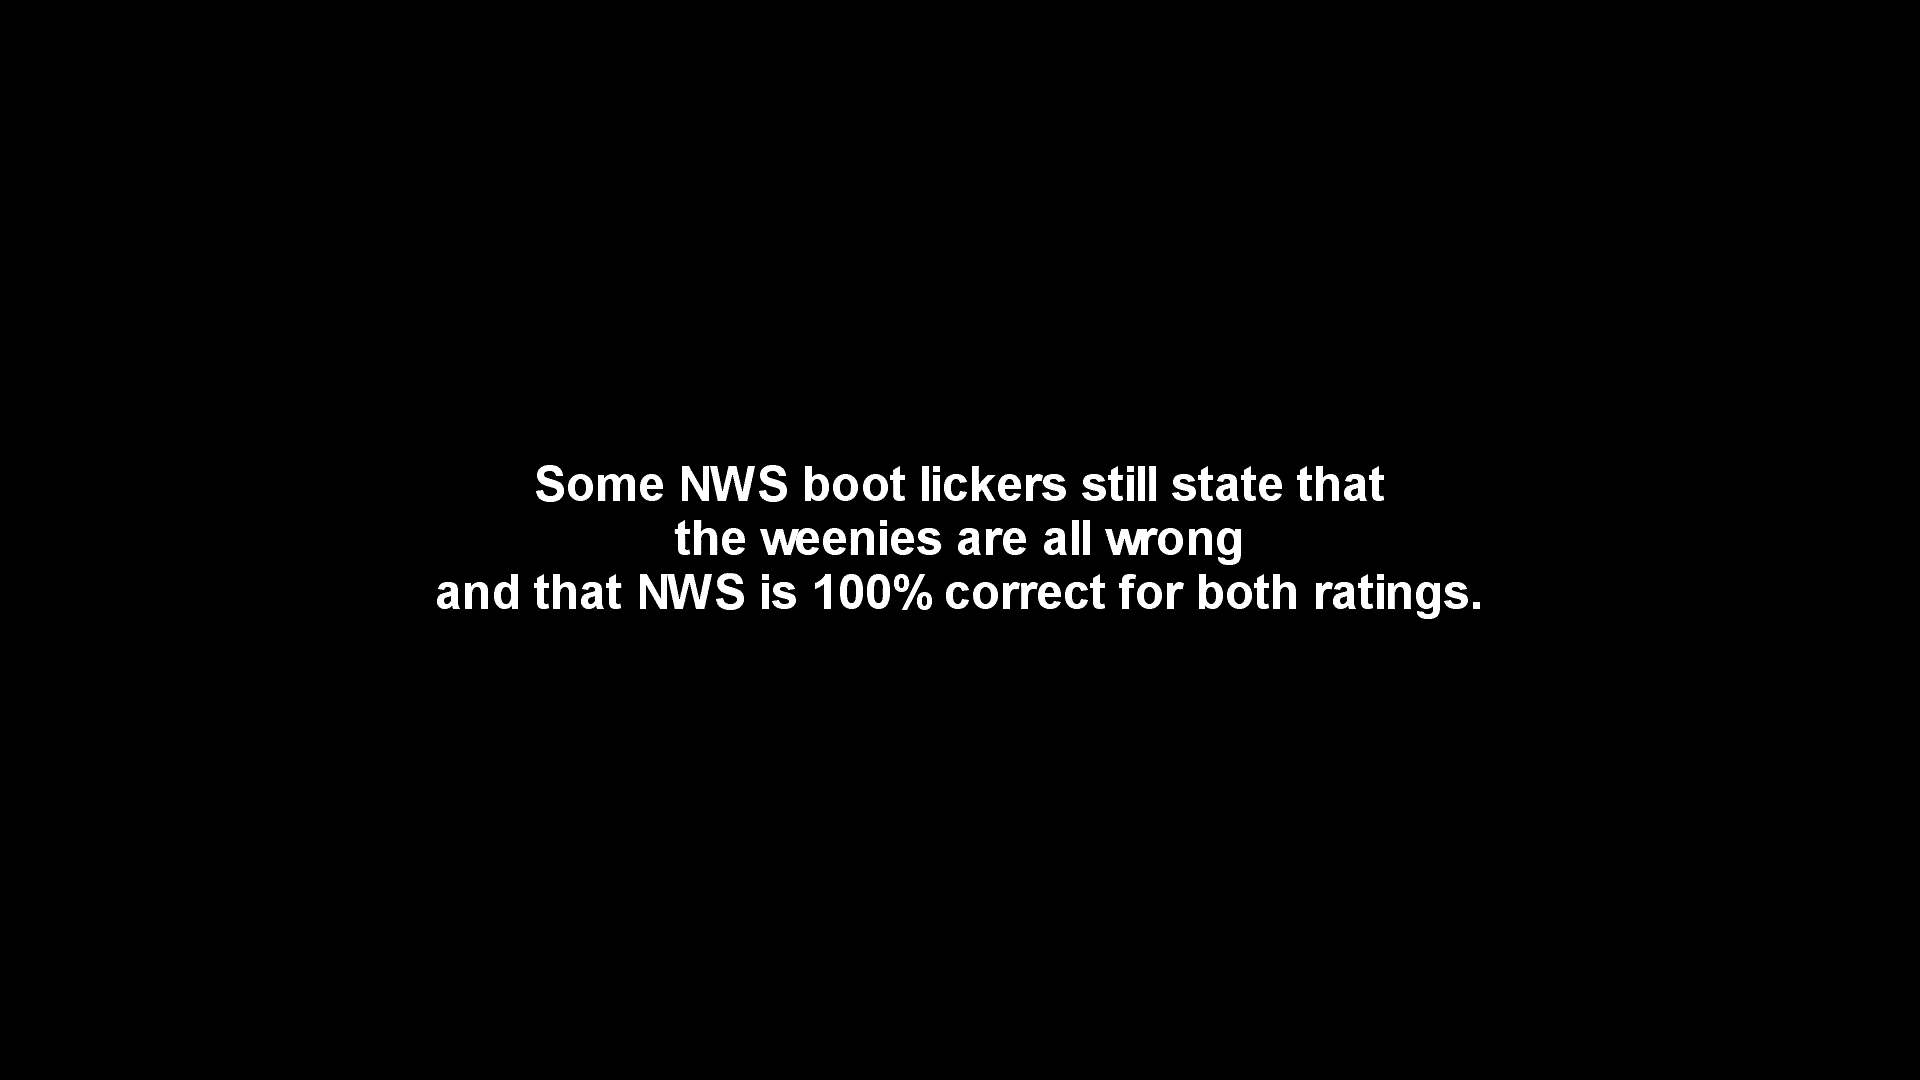 Some NWS boot lickers still state that
the weenies are all wrong
and that NWS is 100% correct for both ratings.